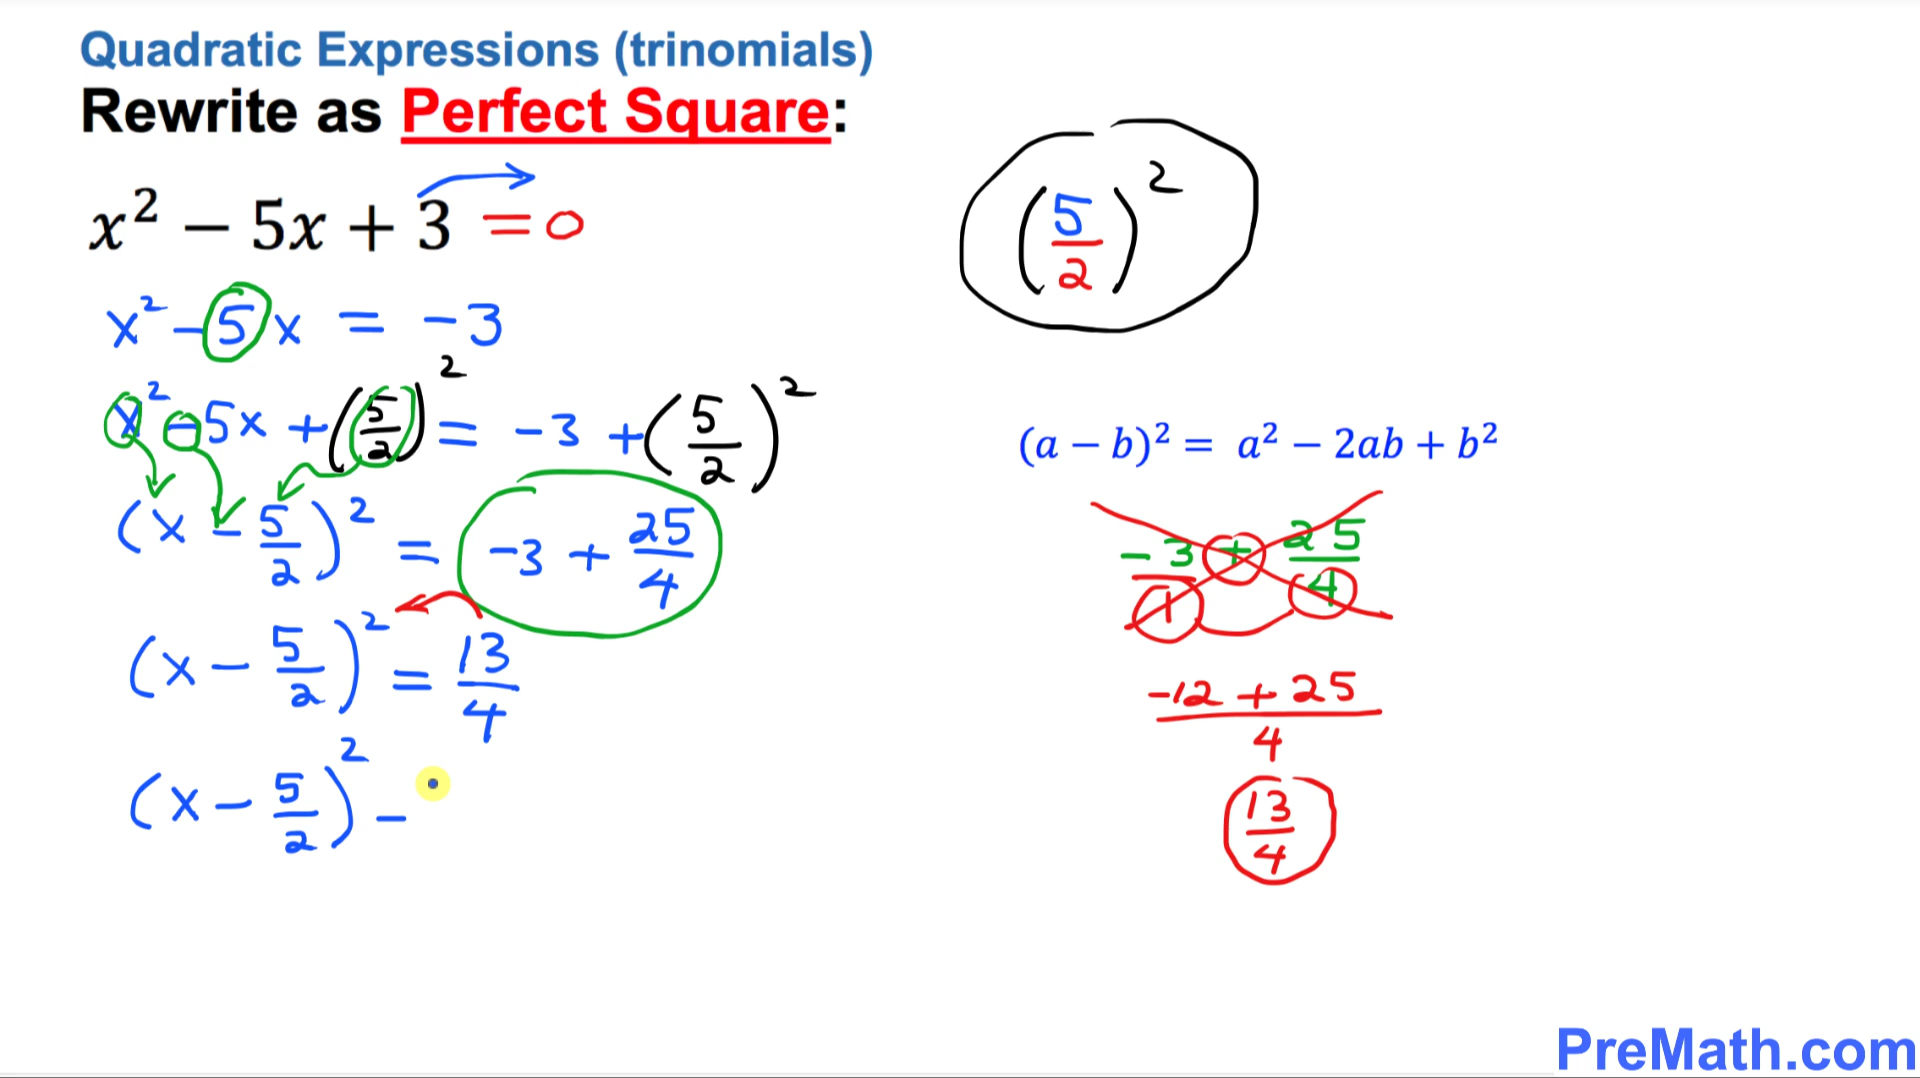 Quadratic Expressions (trinomials)
Rewrite as Perfect Square:
x² − 5x + 3 = 0
x² − 5x = −3
x² − 5x + (5/2)² = −3 + (5/2)²
(x − 5/2)² = −3 + 25/4
(x − 5/2)² = 13/4
(x − 5/2)² −
(5/2)²
(a − b)² = a² − 2ab + b²
−3/1 + 25/4
−12 + 25/4
13/4
PreMath.com